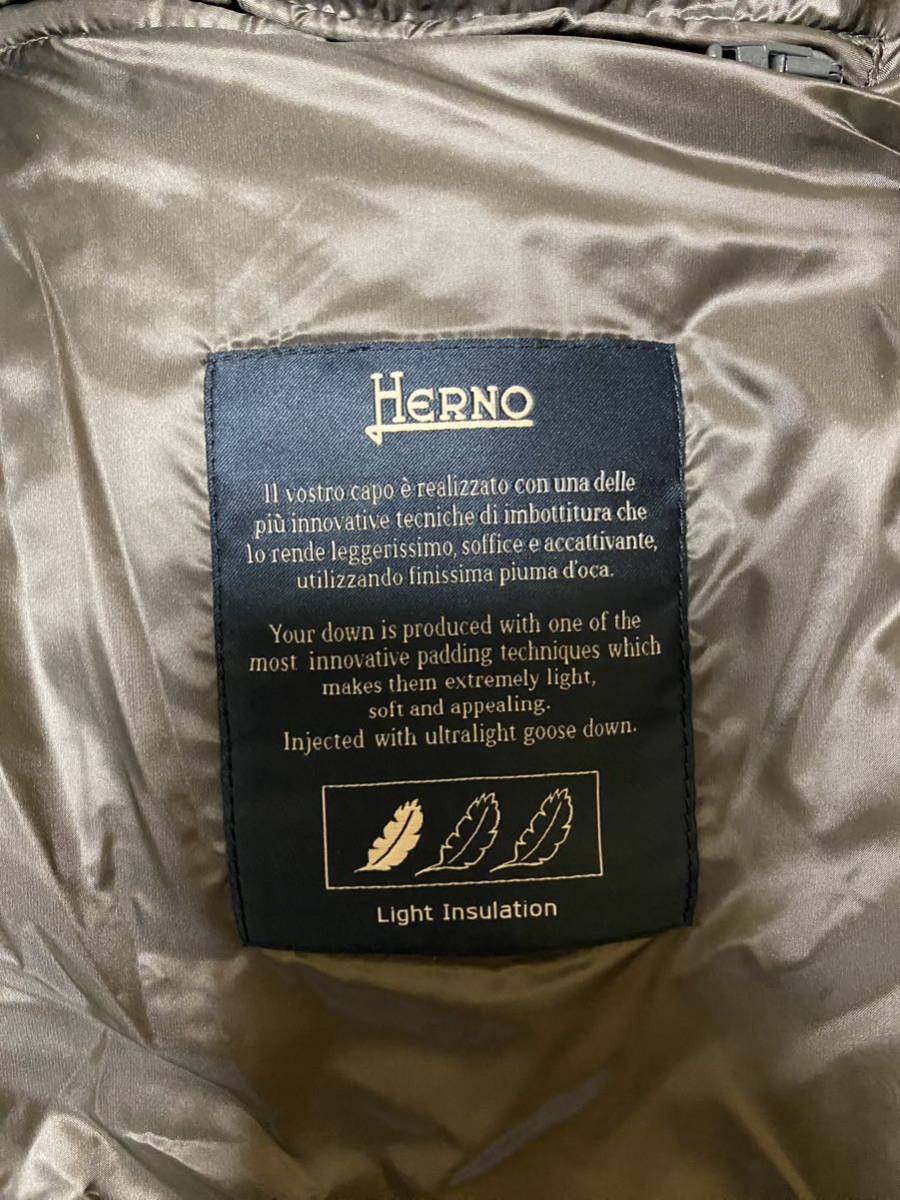 HERNO
Il vostro capo è realizzato con una delle
più innovative tecniche di imbottitura che
lo rende leggerissimo, soffice e accattivante,
utilizzando finissima piuma d'oca.
Your down is produced with one of the
most innovative padding techniques which
makes them extremely light,
soft and appealing.
Injected with ultralight goose down.
Light Insulation